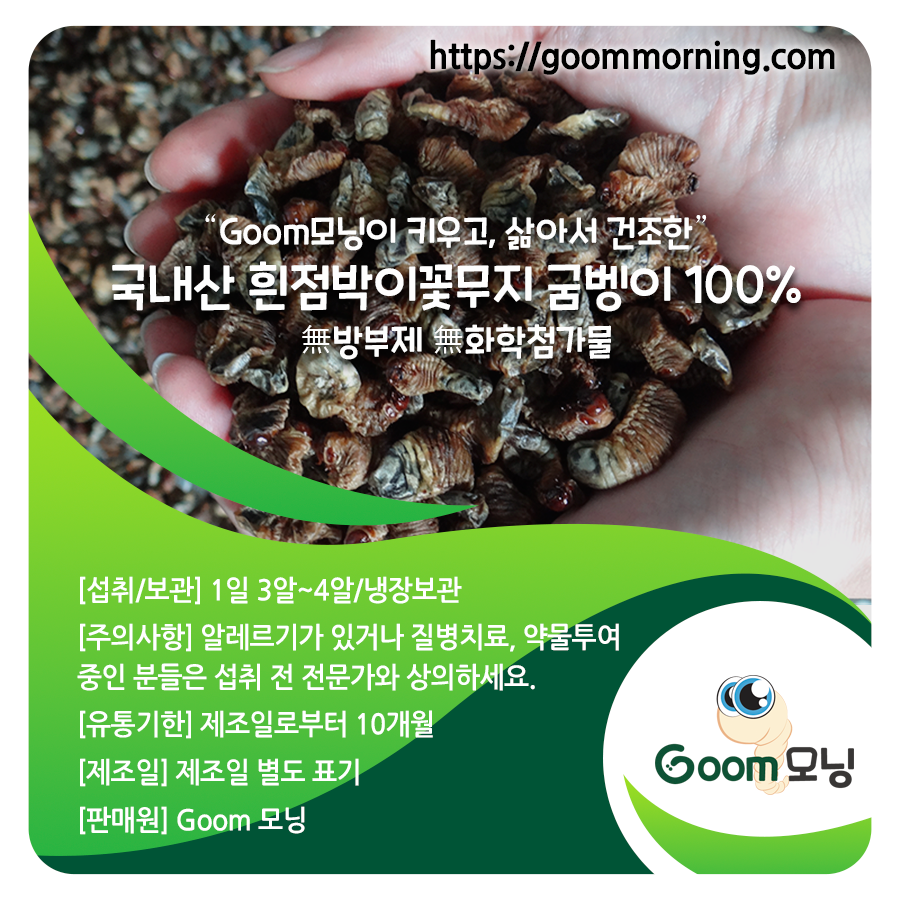 https://goommorning.com
“Goom모닝이 키우고, 삶아서 건조한”
국내산 흰점박이꽃무지 굼벵이 100%
無방부제 無화학첨가물
[섭취/보관] 1일 3알~4알/냉장보관
[주의사항] 알레르기가 있거나 질병치료, 약물투여
중인 분들은 섭취 전 전문가와 상의하세요.
[유통기한] 제조일로부터 10개월
[제조일] 제조일 별도 표기
[판매원] Goom 모닝
Goom 모닝